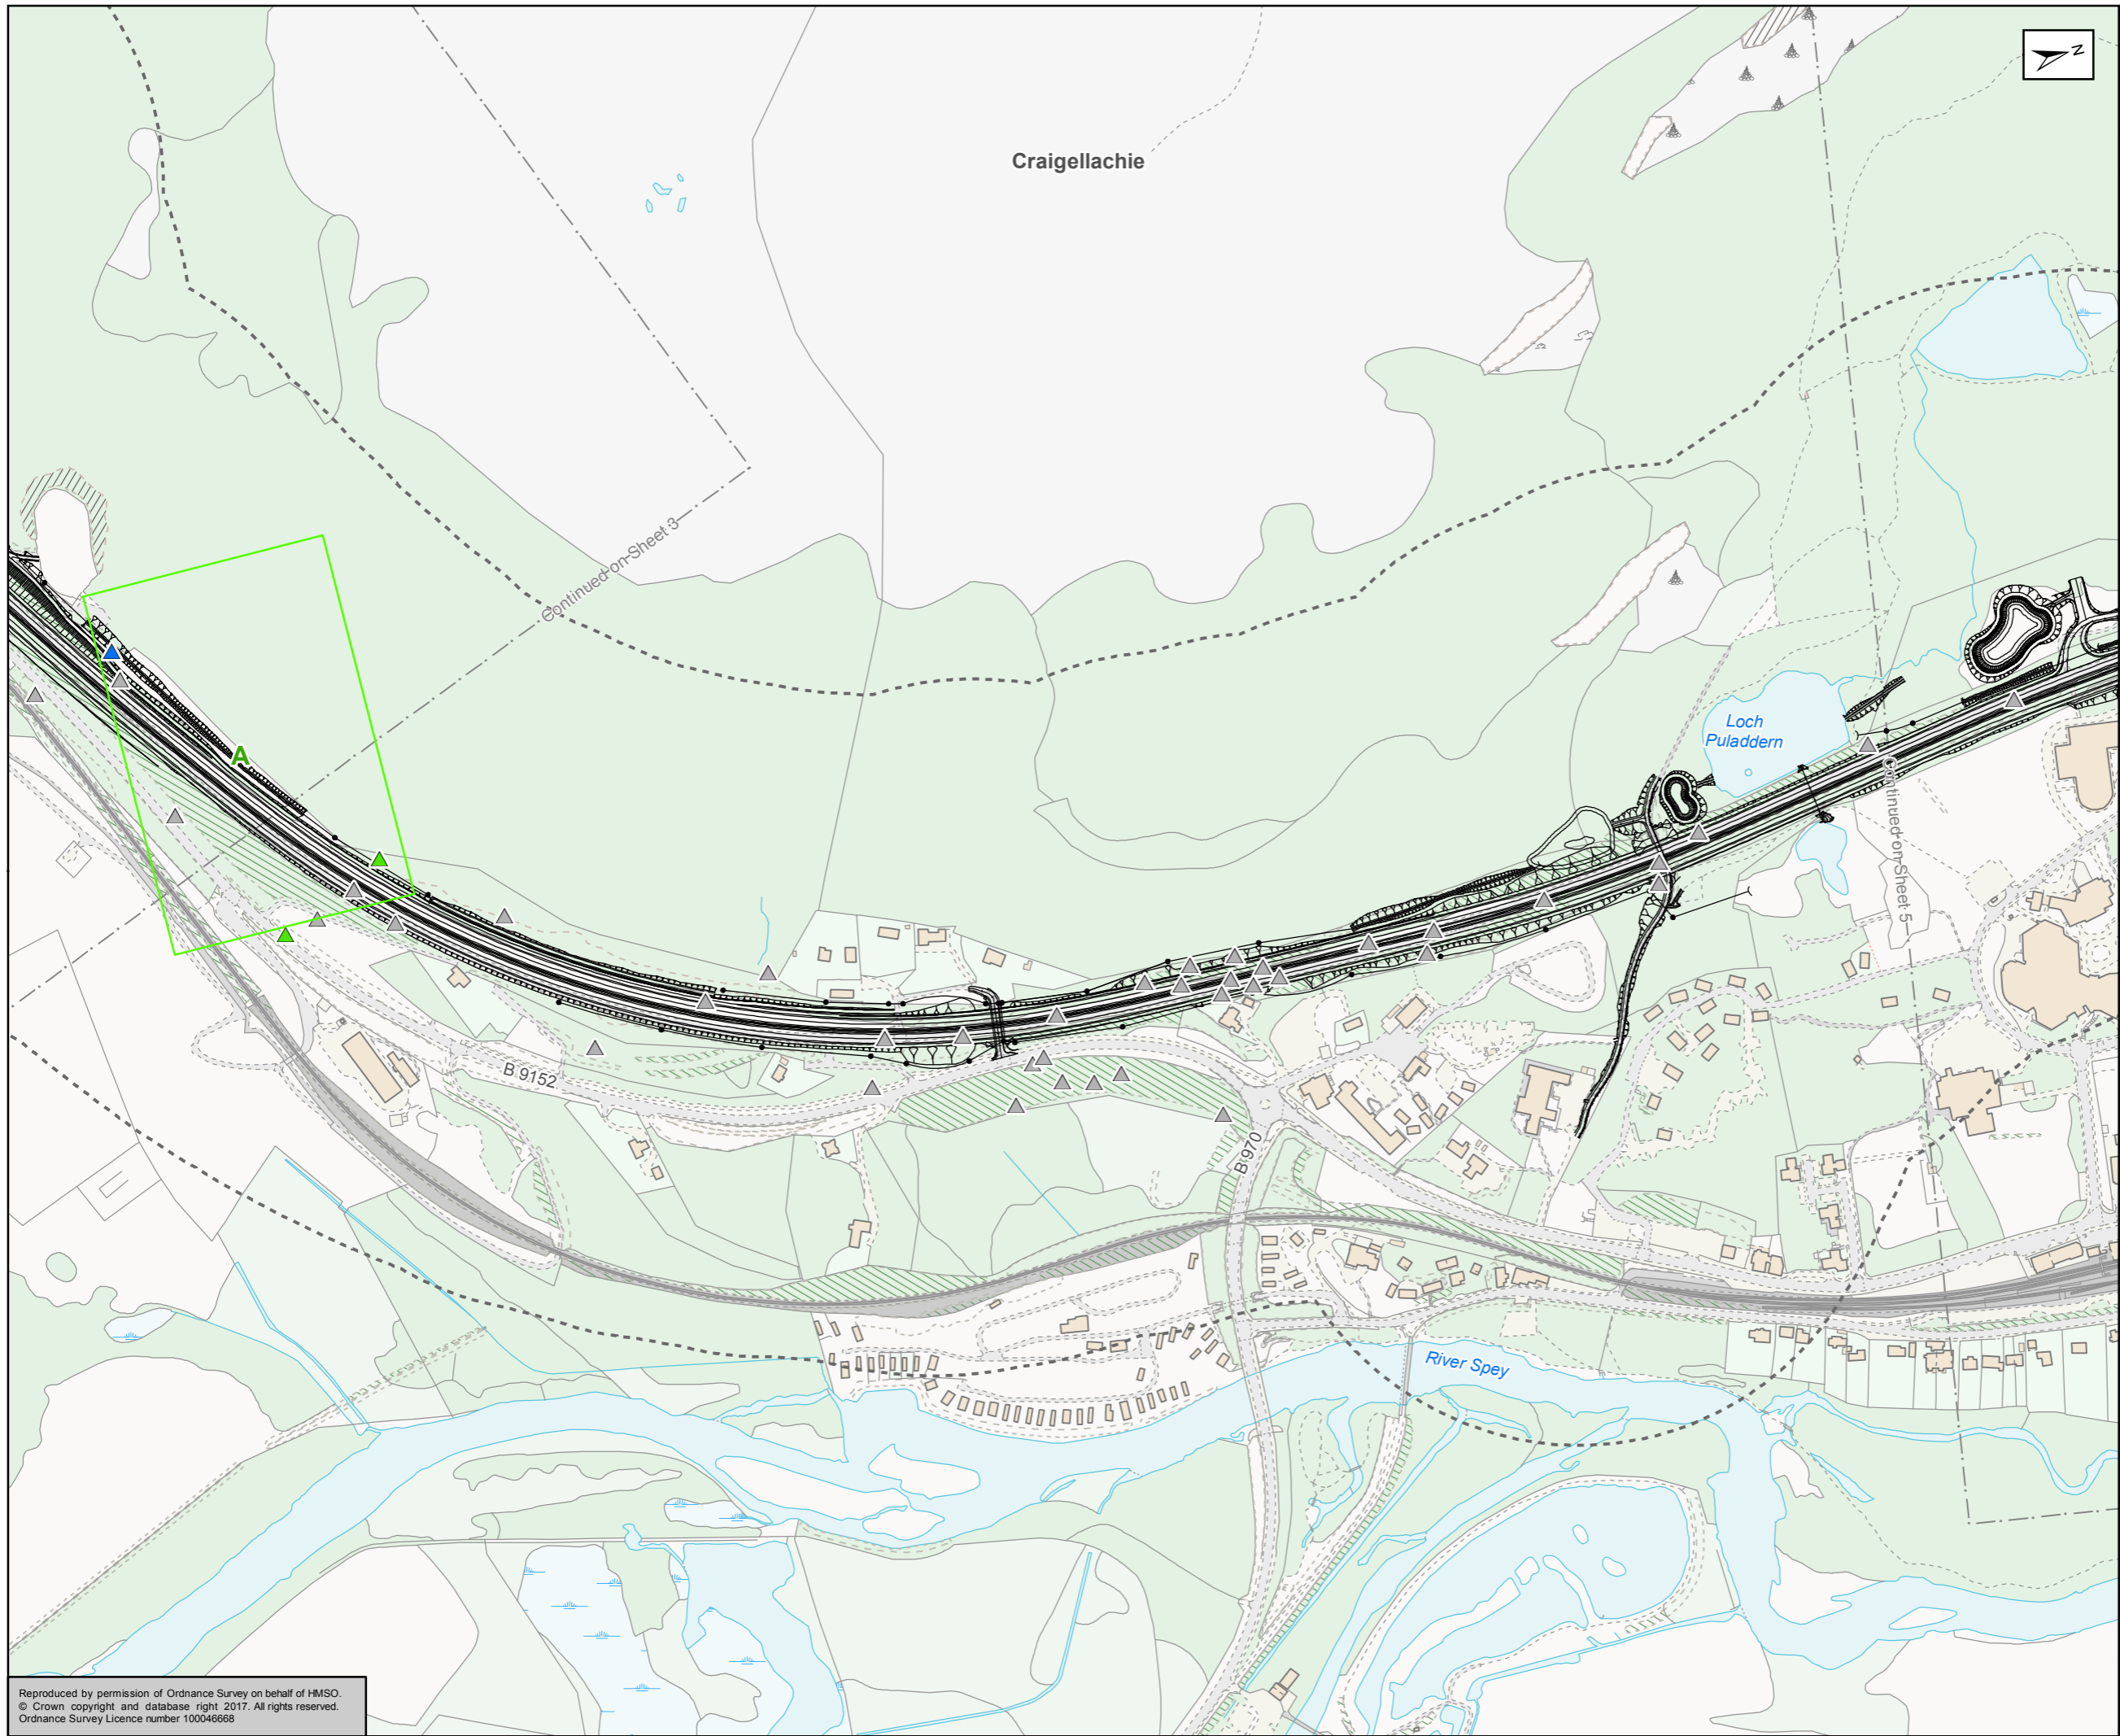 N
Craigellachie
Continued on Sheet 3
A
Loch
Puladdern
Continued on Sheet 5
B 9152
B 970
River Spey
Reproduced by permission of Ordnance Survey on behalf of HMSO.
© Crown copyright and database right 2017. All rights reserved.
Ordnance Survey Licence number 100046668